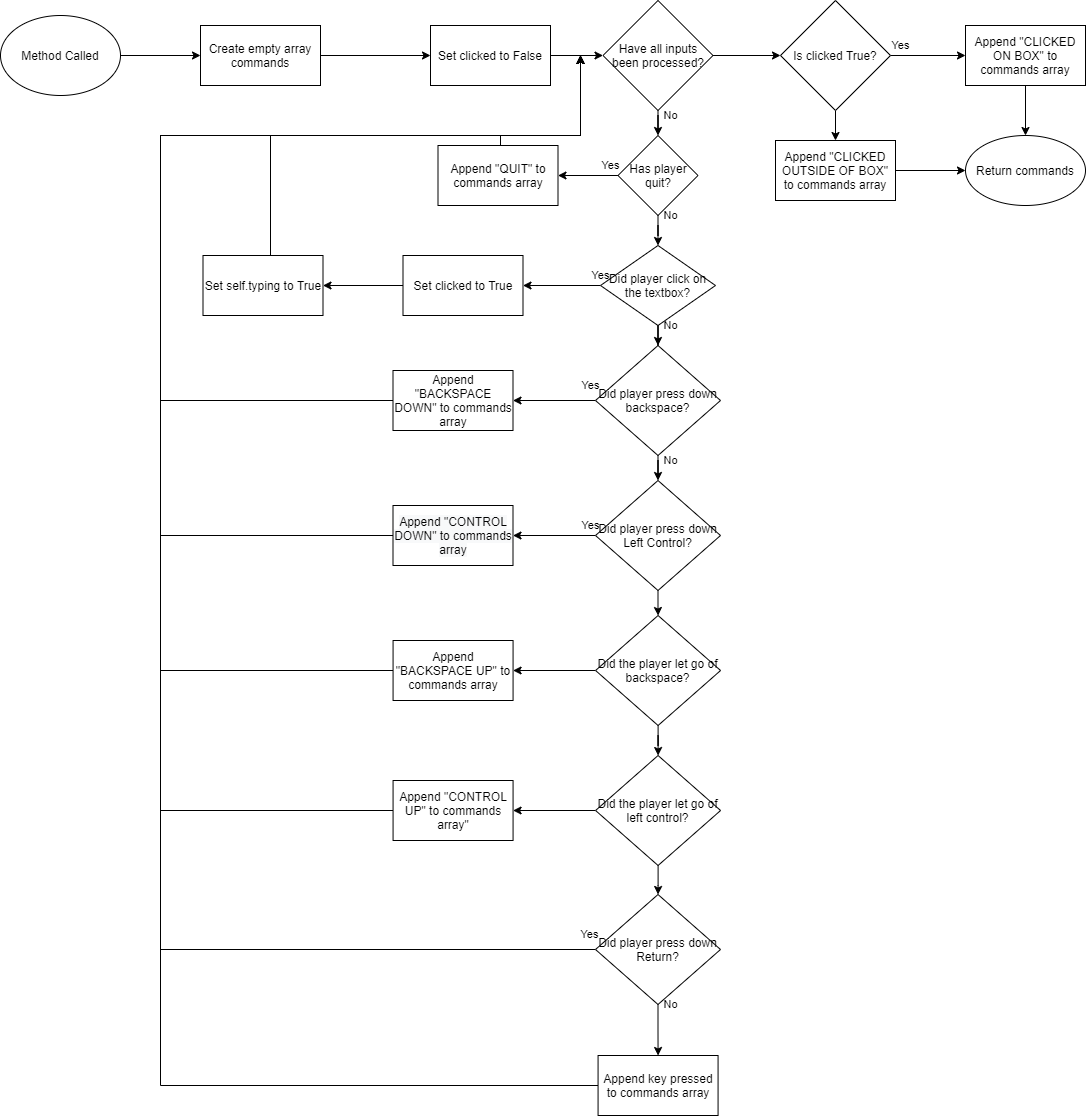 Method Called
Create empty array
commands
Set clicked to False
Have all inputs
been processed?
Is clicked True?
Yes
Append "CLICKED
ON BOX" to
commands array
No
Append "QUIT" to
commands array
Yes
Has player
quit?
Append "CLICKED
OUTSIDE OF BOX"
to commands array
Return commands
No
Set self.typing to True
Set clicked to True
Yes
Did player click on
the textbox?
No
Append
"BACKSPACE
DOWN" to commands
array
Yes
Did player press down
backspace?
No
Append "CONTROL
DOWN" to commands
array
Yes
Did player press down
Left Control?
Append
"BACKSPACE UP" to
commands array
Did the player let go of
backspace?
Append "CONTROL
UP" to commands
array"
Did the player let go of
left control?
Yes
Did player press down
Return?
No
Append key pressed
to commands array